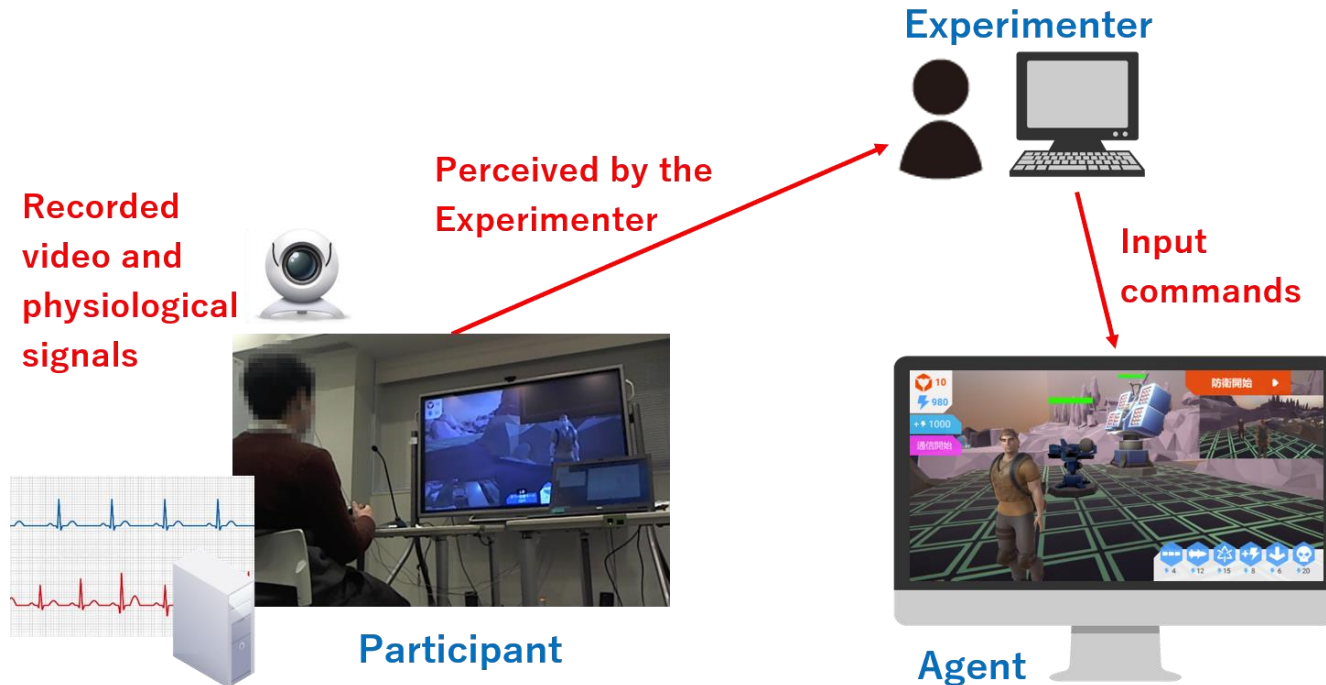 Experimenter
Perceived by the
Experimenter
Recorded
video and
physiological
signals
Input
commands
10
980
+ 1000
通信開始
防衛開始
4
12
15
8
6
20
Participant
Agent